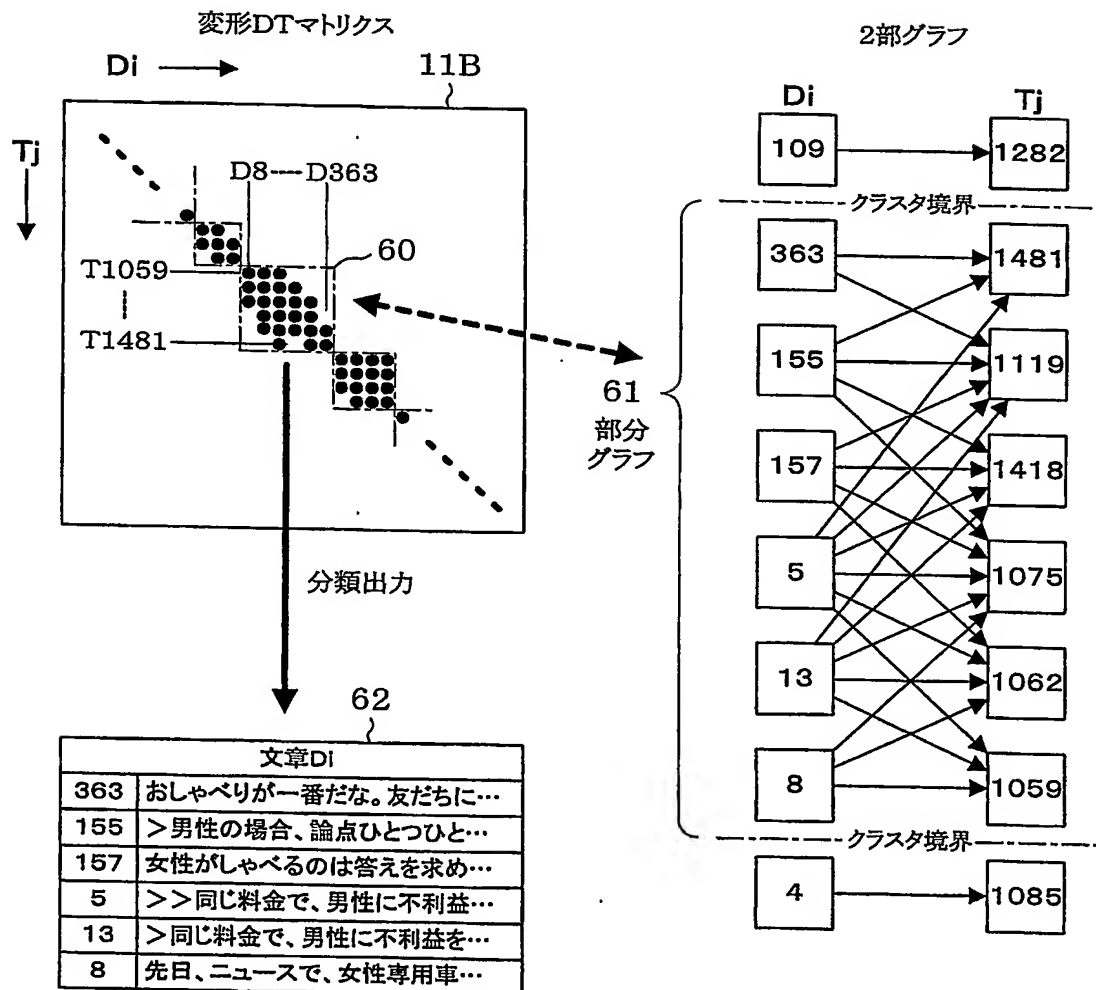 変形DTマトリクス
Di
11B
Tj
D8----D363
60
T1059
T1481
分類出力
62
文章Di
363 おしゃべりが一番だな。友だちに…
155 >男性の場合、論点ひとつひと…
157 女性がしゃべるのは答えを求め…
5 >>同じ料金で、男性に不利益…
13 >同じ料金で、男性に不利益を…
8 先日、ニュースで、女性専用車…
2部グラフ
Di Tj
109 1282
クラスタ境界
363 1481
155 1119
61
部分
グラフ
157 1418
5 1075
13 1062
8 1059
クラスタ境界
4 1085